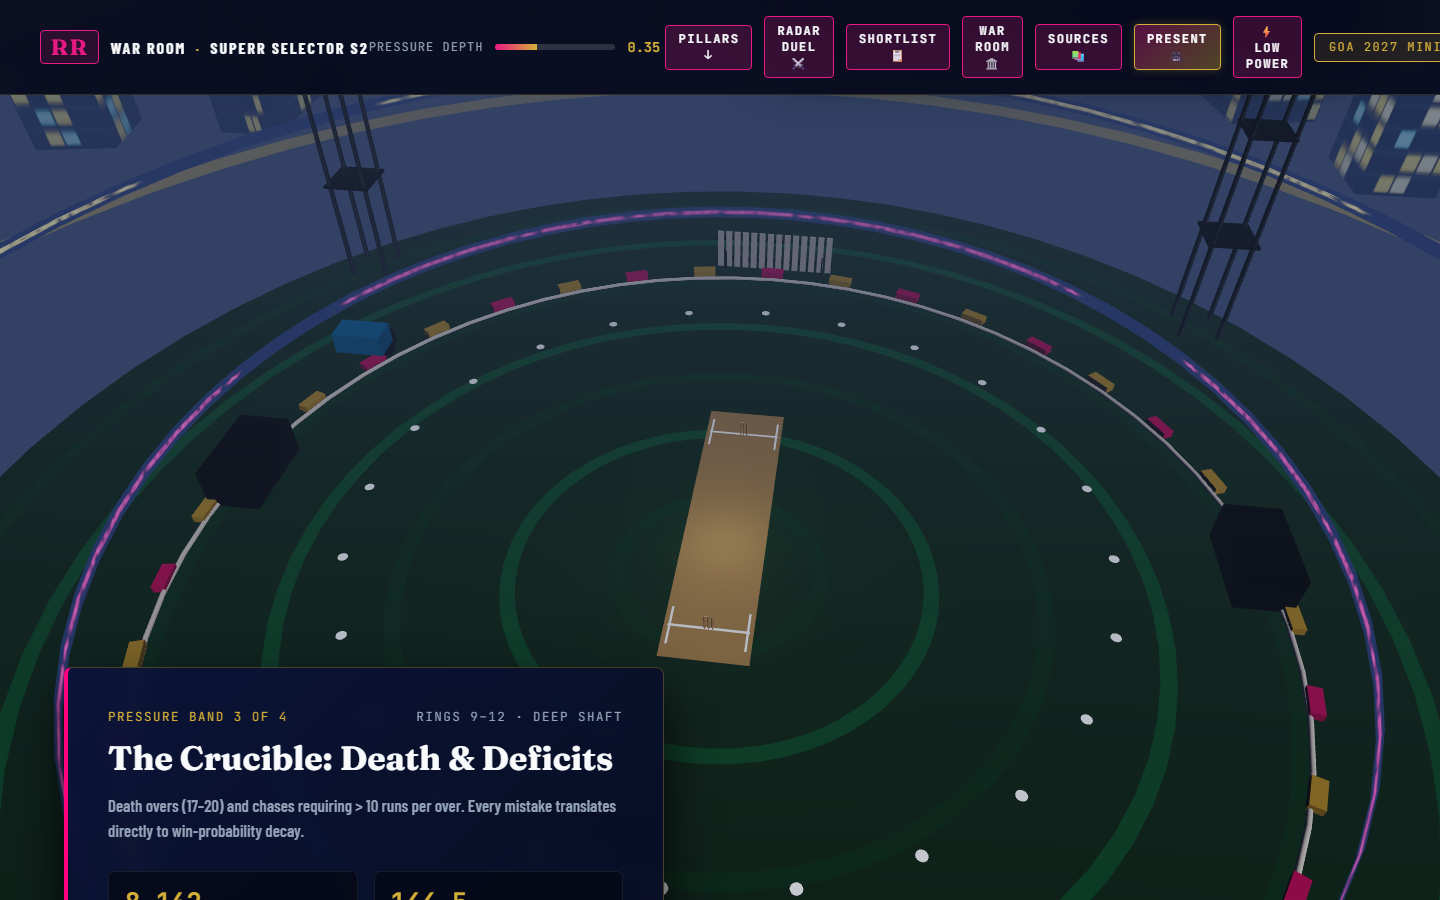 RR WAR ROOM · SUPERR SELECTOR S2
PRESSURE DEPTH 0.35
PILLARS ↓
RADAR DUEL ⚔
SHORTLIST
WAR ROOM 🏛
SOURCES 📚
PRESENT
⚡ LOW POWER
GOA 2027 MINI
PRESSURE BAND 3 OF 4
RINGS 9–12 · DEEP SHAFT
The Crucible: Death & Deficits
Death overs (17–20) and chases requiring > 10 runs per over. Every mistake translates
directly to win-probability decay.